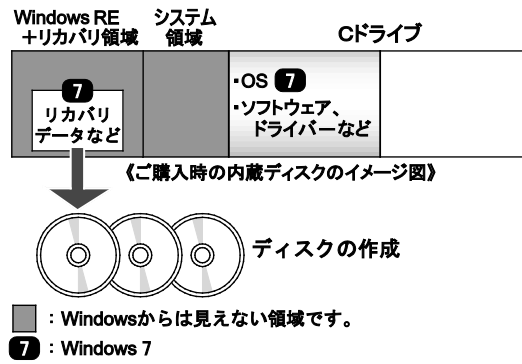 Windows RE
+リカバリ領域
システム
領域
Cドライブ
7
リカバリ
データなど
・OS 7
・ソフトウェア、
ドライバーなど
《ご購入時の内蔵ディスクのイメージ図》
ディスクの作成
:Windowsからは見えない領域です。
7 :Windows 7